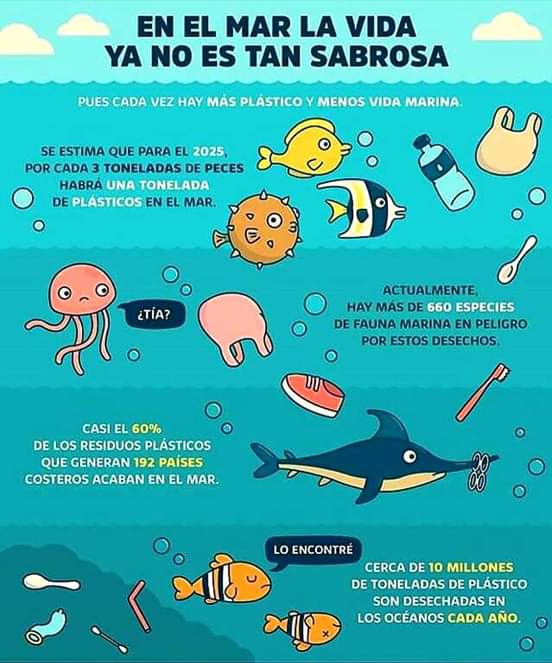 EN EL MAR LA VIDA
YA NO ES TAN SABROSA
PUES CADA VEZ HAY MÁS PLÁSTICO Y MENOS VIDA MARINA.
SE ESTIMA QUE PARA EL 2025,
POR CADA 3 TONELADAS DE PECES
HABRÁ UNA TONELADA
DE PLÁSTICOS EN EL MAR.
¿TÍA?
ACTUALMENTE,
HAY MÁS DE 660 ESPECIES
DE FAUNA MARINA EN PELIGRO
POR ESTOS DESECHOS.
CASI EL 60%
DE LOS RESIDUOS PLÁSTICOS
QUE GENERAN 192 PAÍSES
COSTEROS ACABAN EN EL MAR.
LO ENCONTRÉ
CERCA DE 10 MILLONES
DE TONELADAS DE PLÁSTICO
SON DESECHADAS EN
LOS OCÉANOS CADA AÑO.